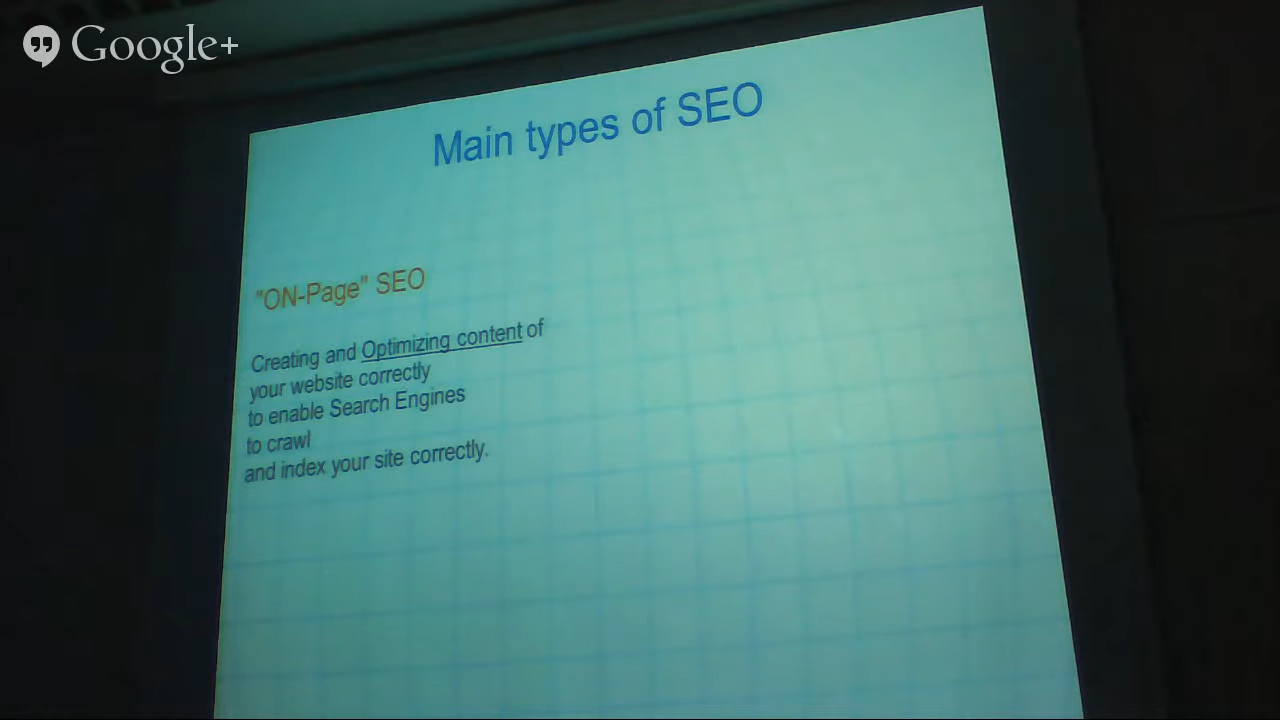 Google+
Main types of SEO
"ON-Page" SEO
Creating and Optimizing content of
your website correctly
to enable Search Engines
to crawl
and index your site correctly.